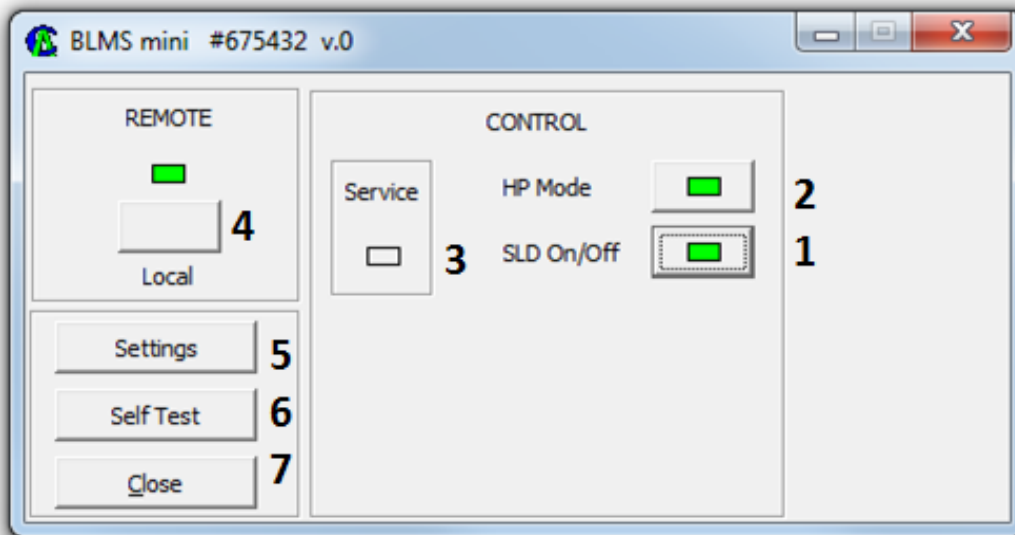 BLMS mini #675432 v.0
REMOTE
4
Local
CONTROL
Service
3
HP Mode
2
SLD On/Off
1
Settings
5
Self Test
6
Close
7